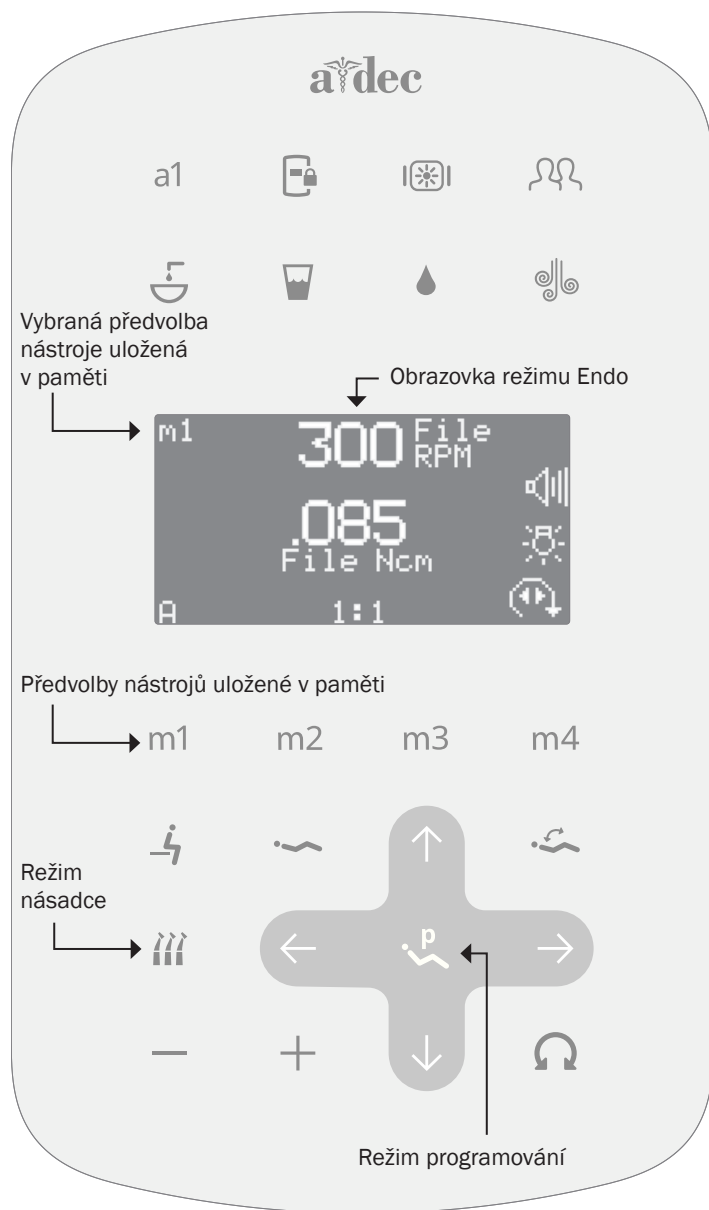 a dec
a1
Vybraná předvolba
nástroje uložená
v paměti
Obrazovka režimu Endo
m1
300 File
RPM
.085
File Ncm
A
1:1
Předvolby nástrojů uložené v paměti
m1 m2 m3 m4
Režim
násadce
p
Režim programování